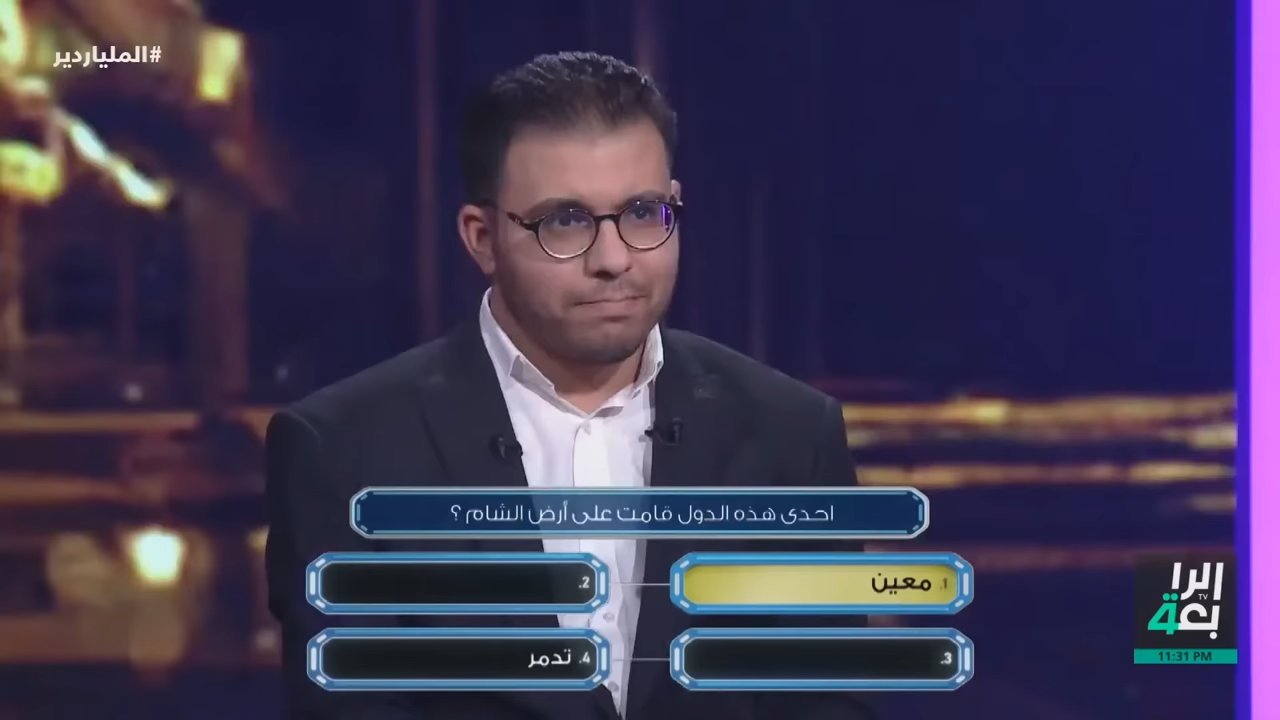 #الملياردير
احدى هذه الدول قامت على أرض الشام ؟
1. معين
2.
3.
4. تدمر
الرابعة 4
TV
11:31 PM